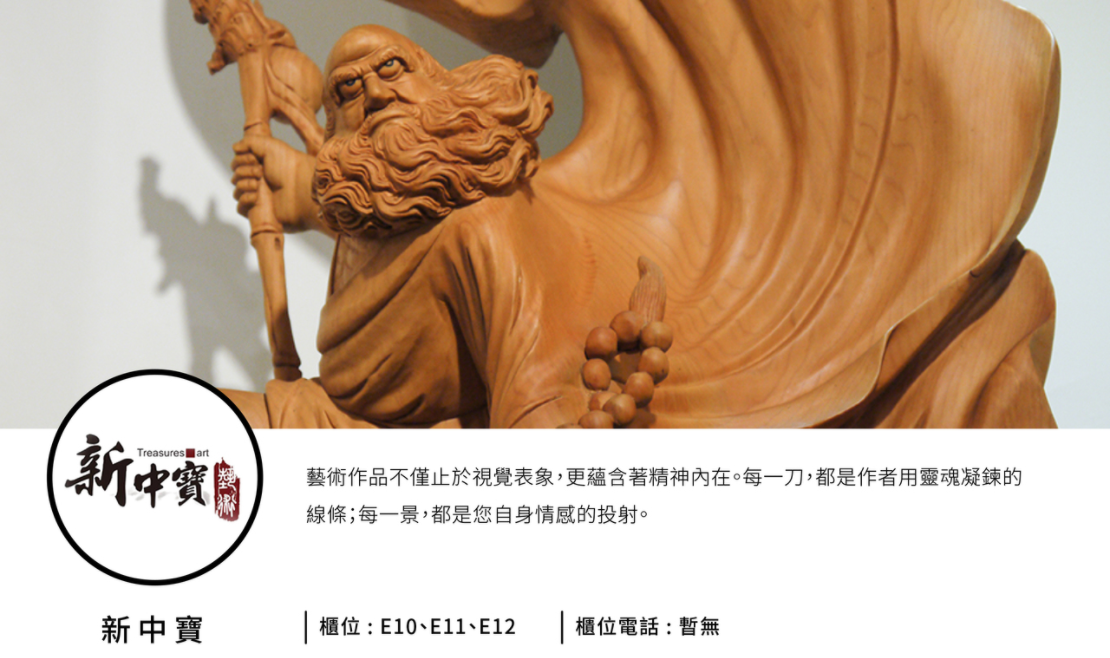 Treasures art
新中寶
藝術
藝術作品不僅止於視覺表象，更蘊含著精神內在。每一刀，都是作者用靈魂凝鍊的
線條；每一景，都是您自身情感的投射。
新中寶
櫃位：E10、E11、E12
櫃位電話：暫無